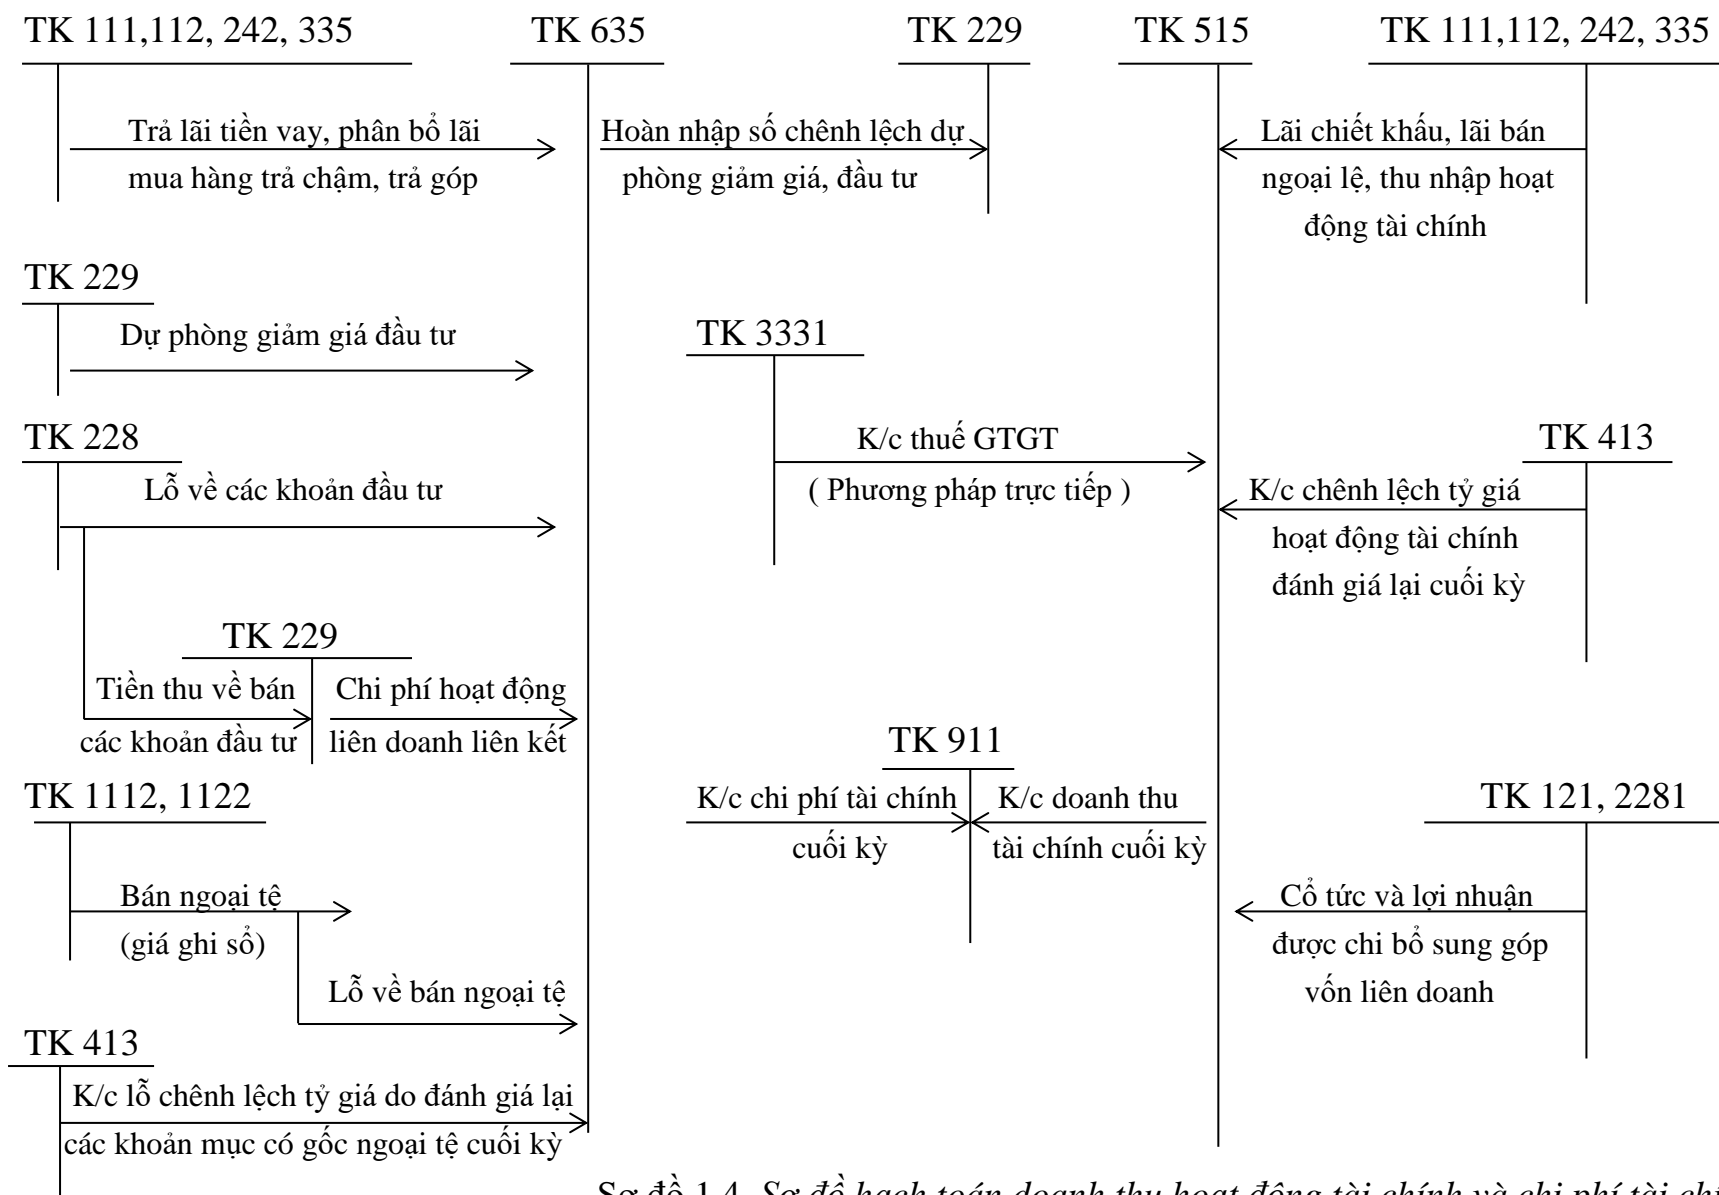 TK 111,112, 242, 335
TK 635
TK 229
TK 515
TK 111,112, 242, 335
Trả lãi tiền vay, phân bổ lãi
mua hàng trả chậm, trả góp
Hoàn nhập số chênh lệch dự
phòng giảm giá, đầu tư
Lãi chiết khấu, lãi bán
ngoại lệ, thu nhập hoạt
động tài chính
TK 229
Dự phòng giảm giá đầu tư
TK 3331
K/c thuế GTGT
( Phương pháp trực tiếp )
TK 228
Lỗ về các khoản đầu tư
TK 413
K/c chênh lệch tỷ giá
hoạt động tài chính
đánh giá lại cuối kỳ
TK 229
Tiền thu về bán
các khoản đầu tư
Chi phí hoạt động
liên doanh liên kết
TK 911
K/c chi phí tài chính
cuối kỳ
K/c doanh thu
tài chính cuối kỳ
TK 1112, 1122
Bán ngoại tệ
(giá ghi sổ)
Lỗ về bán ngoại tệ
TK 121, 2281
Cổ tức và lợi nhuận
được chi bổ sung góp
vốn liên doanh
TK 413
K/c lỗ chênh lệch tỷ giá do đánh giá lại
các khoản mục có gốc ngoại tệ cuối kỳ
Sơ đồ 1.4. Sơ đồ hạch toán doanh thu hoạt động tài chính và chi phí tài